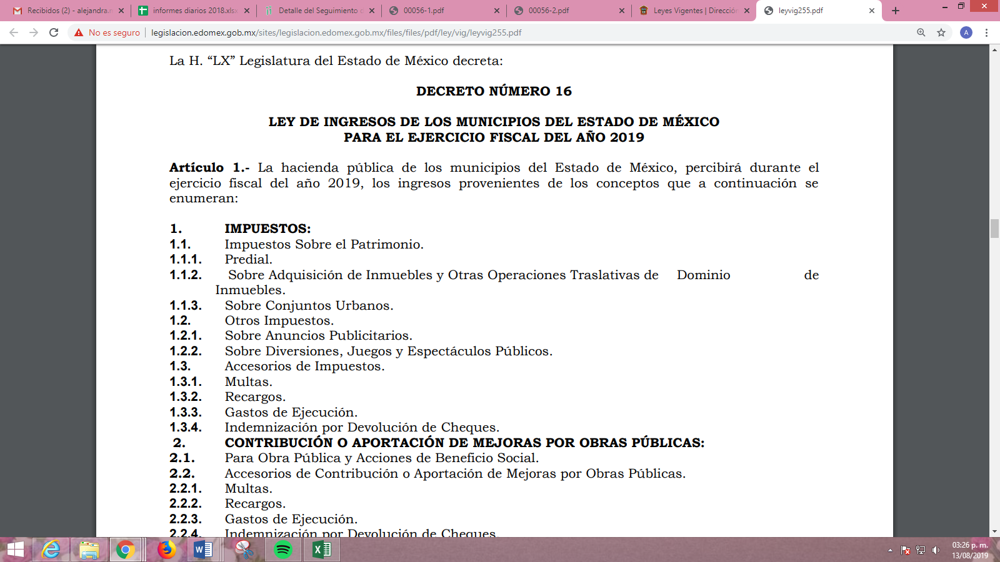 Recibidos (2) - alejandra.
informes diarios 2018.xlsx
Detalle del Seguimiento
00056-1.pdf
00056-2.pdf
Leyes Vigentes | Dirección
leyvig255.pdf
No es seguro
legislacion.edomex.gob.mx/sites/legislacion.edomex.gob.mx/files/files/pdf/ley/vig/leyvig255.pdf
A
La H. “LX” Legislatura del Estado de México decreta:
DECRETO NÚMERO 16
LEY DE INGRESOS DE LOS MUNICIPIOS DEL ESTADO DE MÉXICO
PARA EL EJERCICIO FISCAL DEL AÑO 2019
Artículo 1.- La hacienda pública de los municipios del Estado de México, percibirá durante el
ejercicio fiscal del año 2019, los ingresos provenientes de los conceptos que a continuación se
enumeran:
1. IMPUESTOS:
1.1. Impuestos Sobre el Patrimonio.
1.1.1. Predial.
1.1.2. Sobre Adquisición de Inmuebles y Otras Operaciones Traslativas de Dominio de
Inmuebles.
1.1.3. Sobre Conjuntos Urbanos.
1.2. Otros Impuestos.
1.2.1. Sobre Anuncios Publicitarios.
1.2.2. Sobre Diversiones, Juegos y Espectáculos Públicos.
1.3. Accesorios de Impuestos.
1.3.1. Multas.
1.3.2. Recargos.
1.3.3. Gastos de Ejecución.
1.3.4. Indemnización por Devolución de Cheques.
2. CONTRIBUCIÓN O APORTACIÓN DE MEJORAS POR OBRAS PÚBLICAS:
2.1. Para Obra Pública y Acciones de Beneficio Social.
2.2. Accesorios de Contribución o Aportación de Mejoras por Obras Públicas.
2.2.1. Multas.
2.2.2. Recargos.
2.2.3. Gastos de Ejecución.
2.2.4. Indemnización por Devolución de Cheques.
03:26 p. m.
13/08/2019